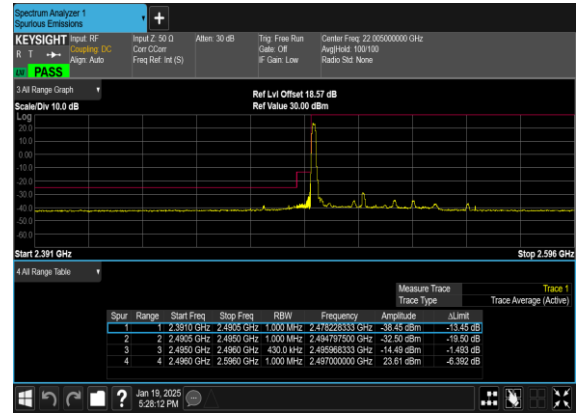 Spectrum Analyzer 1
Spurious Emissions
KEYSIGHT Input: RF Input Z: 50 Ω Atten: 30 dB Trig: Free Run Center Freq: 22.005000000 GHz
R T Coupling: DC Corr CCorr Gate: Off Avg|Hold: 100/100
Align: Auto Freq Ref: Int (S) IF Gain: Low Radio Std: None
PASS
3 All Range Graph Ref Lvl Offset 18.57 dB
Scale/Div 10.0 dB Ref Value 30.00 dBm
Log
20.0
10.0
0.00
-10.0
-20.0
-30.0
-40.0
-50.0
-60.0
Start 2.391 GHz Stop 2.596 GHz
4 All Range Table
Measure Trace Trace 1
Trace Type Trace Average (Active)
Spur Range Start Freq Stop Freq RBW Frequency Amplitude ΔLimit
1 1 2.3910 GHz 2.4905 GHz 1.000 MHz 2.478228333 GHz -38.45 dBm -13.45 dB
2 2 2.4905 GHz 2.4950 GHz 1.000 MHz 2.494797500 GHz -32.50 dBm -19.50 dB
3 3 2.4950 GHz 2.4960 GHz 430.0 kHz 2.495968333 GHz -14.49 dBm -1.493 dB
4 4 2.4960 GHz 2.5960 GHz 1.000 MHz 2.497000000 GHz 23.61 dBm -6.392 dB
? Jan 19, 2025
5:28:12 PM